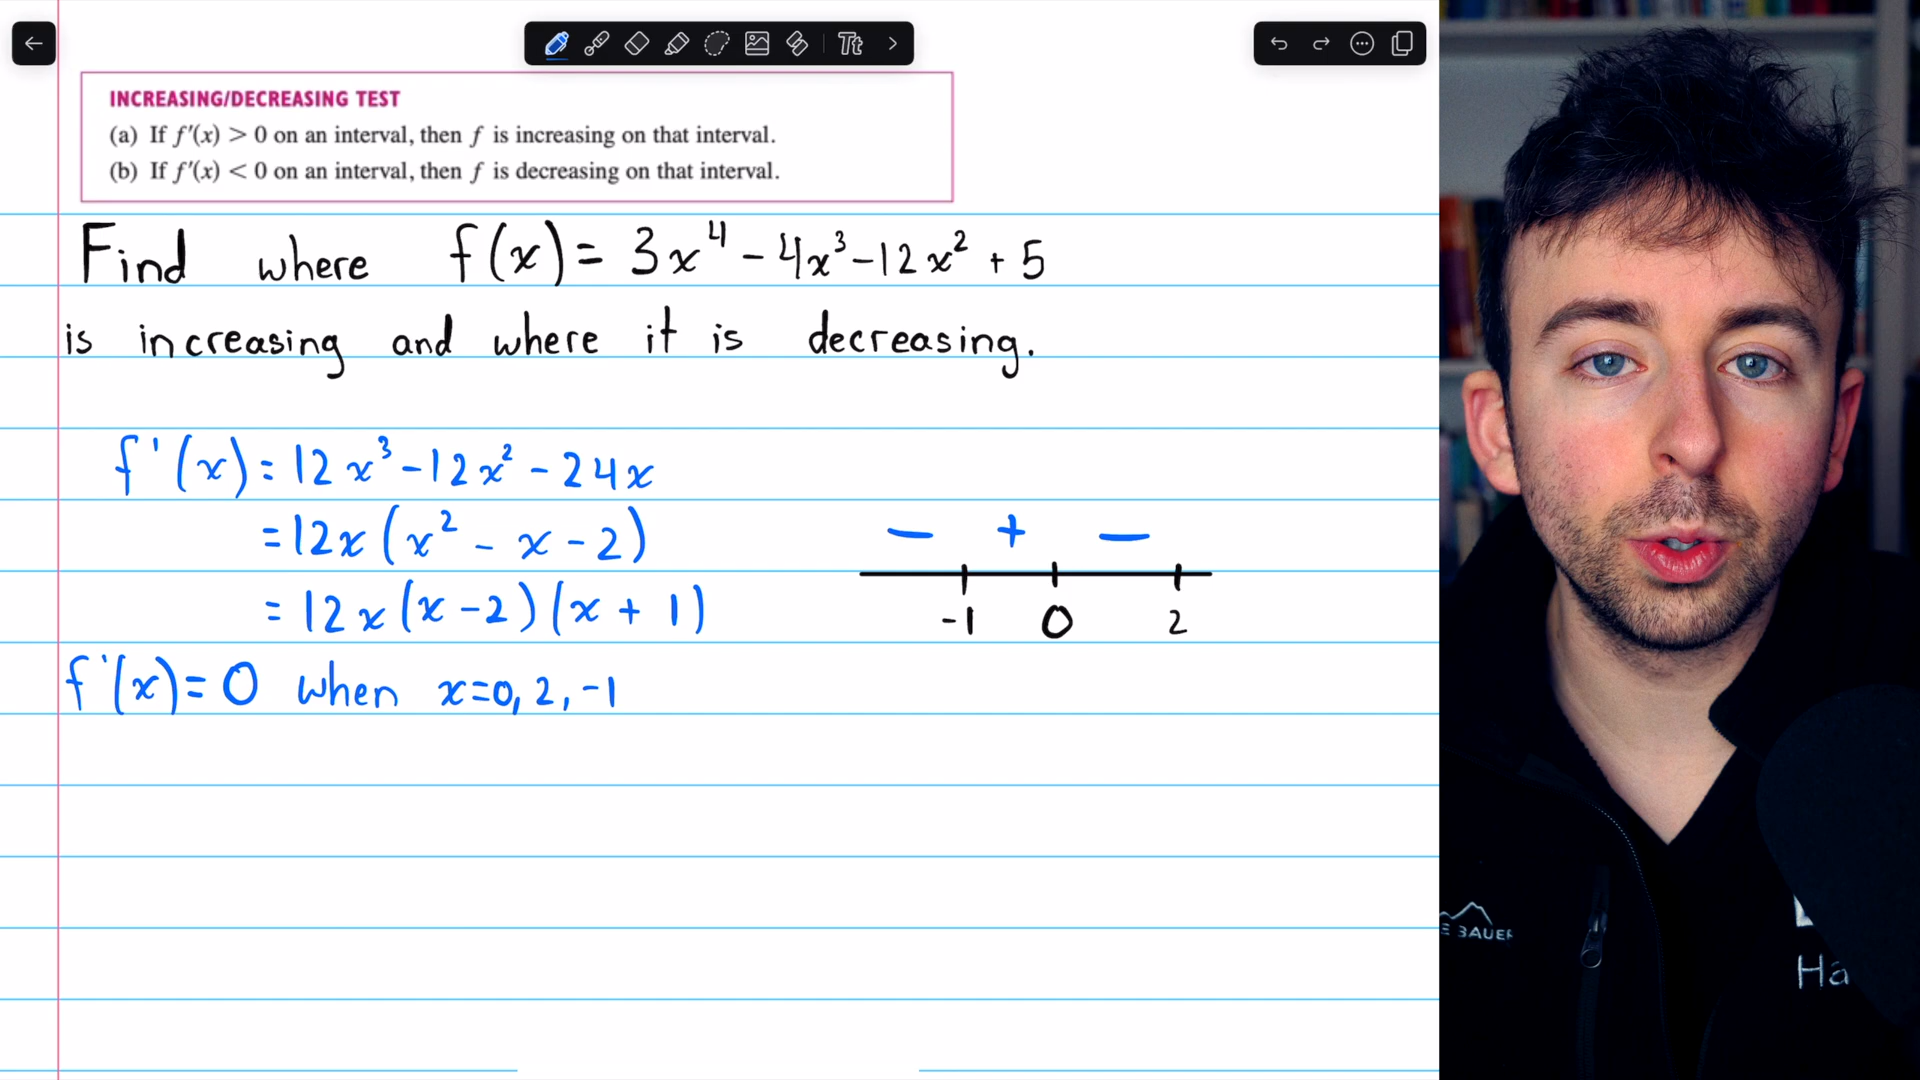 Tt
INCREASING/DECREASING TEST
(a) If f'(x) > 0 on an interval, then f is increasing on that interval.
(b) If f'(x) < 0 on an interval, then f is decreasing on that interval.
Find where f(x) = 3x⁴ - 4x³ - 12x² + 5
is increasing and where it is decreasing.
f'(x) = 12x³ - 12x² - 24x
= 12x(x² - x - 2)
= 12x(x - 2)(x + 1)
f'(x) = 0 when x = 0, 2, -1
− + −
-1 0 2
E BAUER
Ha